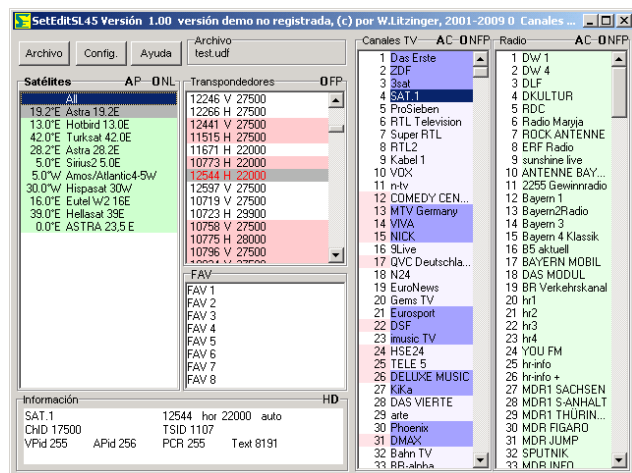 SetEditSL45 Versión 1.00 versión demo no registrada, (c) por W.Litzinger, 2001-2009 0 Canales ...
Archivo
Config.
Ayuda
Archivo
test.udf
Satélites AP ONL
All
19.2°E Astra 19.2E
13.0°E Hotbird 13.0E
42.0°E Turksat 42.0E
28.2°E Astra 28.2E
5.0°E Sirius2 5.0E
5.0°W Amos/Atlantic4-5W
30.0°W Hispasat 30W
16.0°E Eutel W2 16E
39.0°E Hellasat 39E
0.0°E ASTRA 23,5 E
Transpondedores OFP
12246 V 27500
12266 H 27500
12441 V 27500
11515 H 27500
11671 H 22000
10773 H 22000
12544 H 22000
12597 V 27500
10719 V 27500
10723 H 29900
10758 V 27500
10775 H 28000
10796 V 27500
FAV
FAV 1
FAV 2
FAV 3
FAV 4
FAV 5
FAV 6
FAV 7
FAV 8
Información HD
SAT.1 12544 hor 22000 auto
ChID 17500 TSID 1107
VPid 255 APid 256 PCR 255 Text 8191
Canales TV AC ONFP
1 Das Erste
2 ZDF
3 3sat
4 SAT.1
5 ProSieben
6 RTL Television
7 Super RTL
8 RTL2
9 Kabel 1
10 VOX
11 n-tv
12 COMEDY CEN...
13 MTV Germany
14 VIVA
15 NICK
16 9Live
17 QVC Deutschla...
18 N24
19 EuroNews
20 Gems TV
21 Eurosport
22 DSF
23 imusic TV
24 HSE24
25 TELE 5
26 DELUXE MUSIC
27 KiKa
28 DAS VIERTE
29 arte
30 Phoenix
31 DMAX
32 Bahn TV
33 BR-alpha
Radio AC ONFP
1 DW 1
2 DW 4
3 DLF
4 DKULTUR
5 RDC
6 Radio Maryja
7 ROCK ANTENNE
8 ERF Radio
9 sunshine live
10 ANTENNE BAY...
11 2255 Gewinnradio
12 Bayern 1
13 Bayern2Radio
14 Bayern 3
15 Bayern 4 Klassik
16 B5 aktuell
17 BAYERN MOBIL
18 DAS MODUL
19 BR Verkehrskanal
20 hr1
21 hr2
22 hr3
23 hr4
24 YOU FM
25 hr-info
26 hr-info +
27 MDR1 SACHSEN
28 MDR1 S-ANHALT
29 MDR1 THÜRIN...
30 MDR FIGARO
31 MDR JUMP
32 SPUTNIK
33 MDR INFO